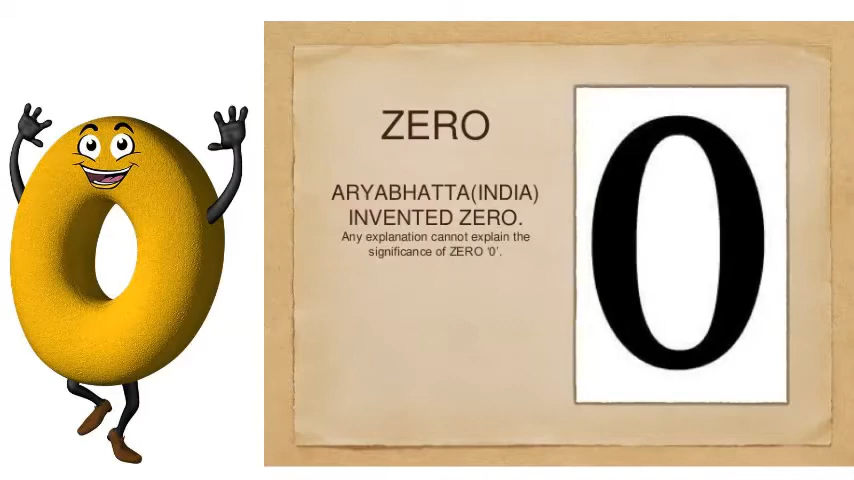 ZERO
ARYABHATTA(INDIA)
INVENTED ZERO.
Any explanation cannot explain the
significance of ZERO '0'.
0